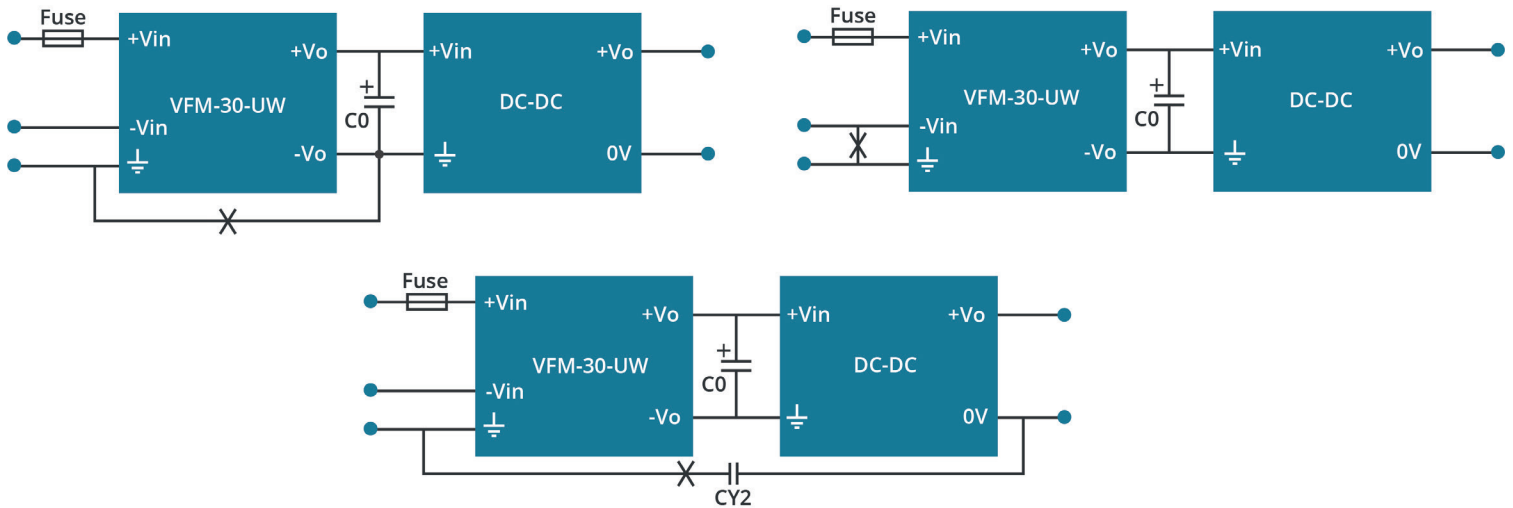 Fuse
+Vin
+Vo
+Vin
+Vo
VFM-30-UW
+
C0
DC-DC
-Vin
-Vo
0V
Fuse
+Vin
+Vo
+Vin
+Vo
VFM-30-UW
+
C0
DC-DC
-Vin
-Vo
0V
Fuse
+Vin
+Vo
+Vin
+Vo
VFM-30-UW
+
C0
DC-DC
-Vin
-Vo
0V
CY2